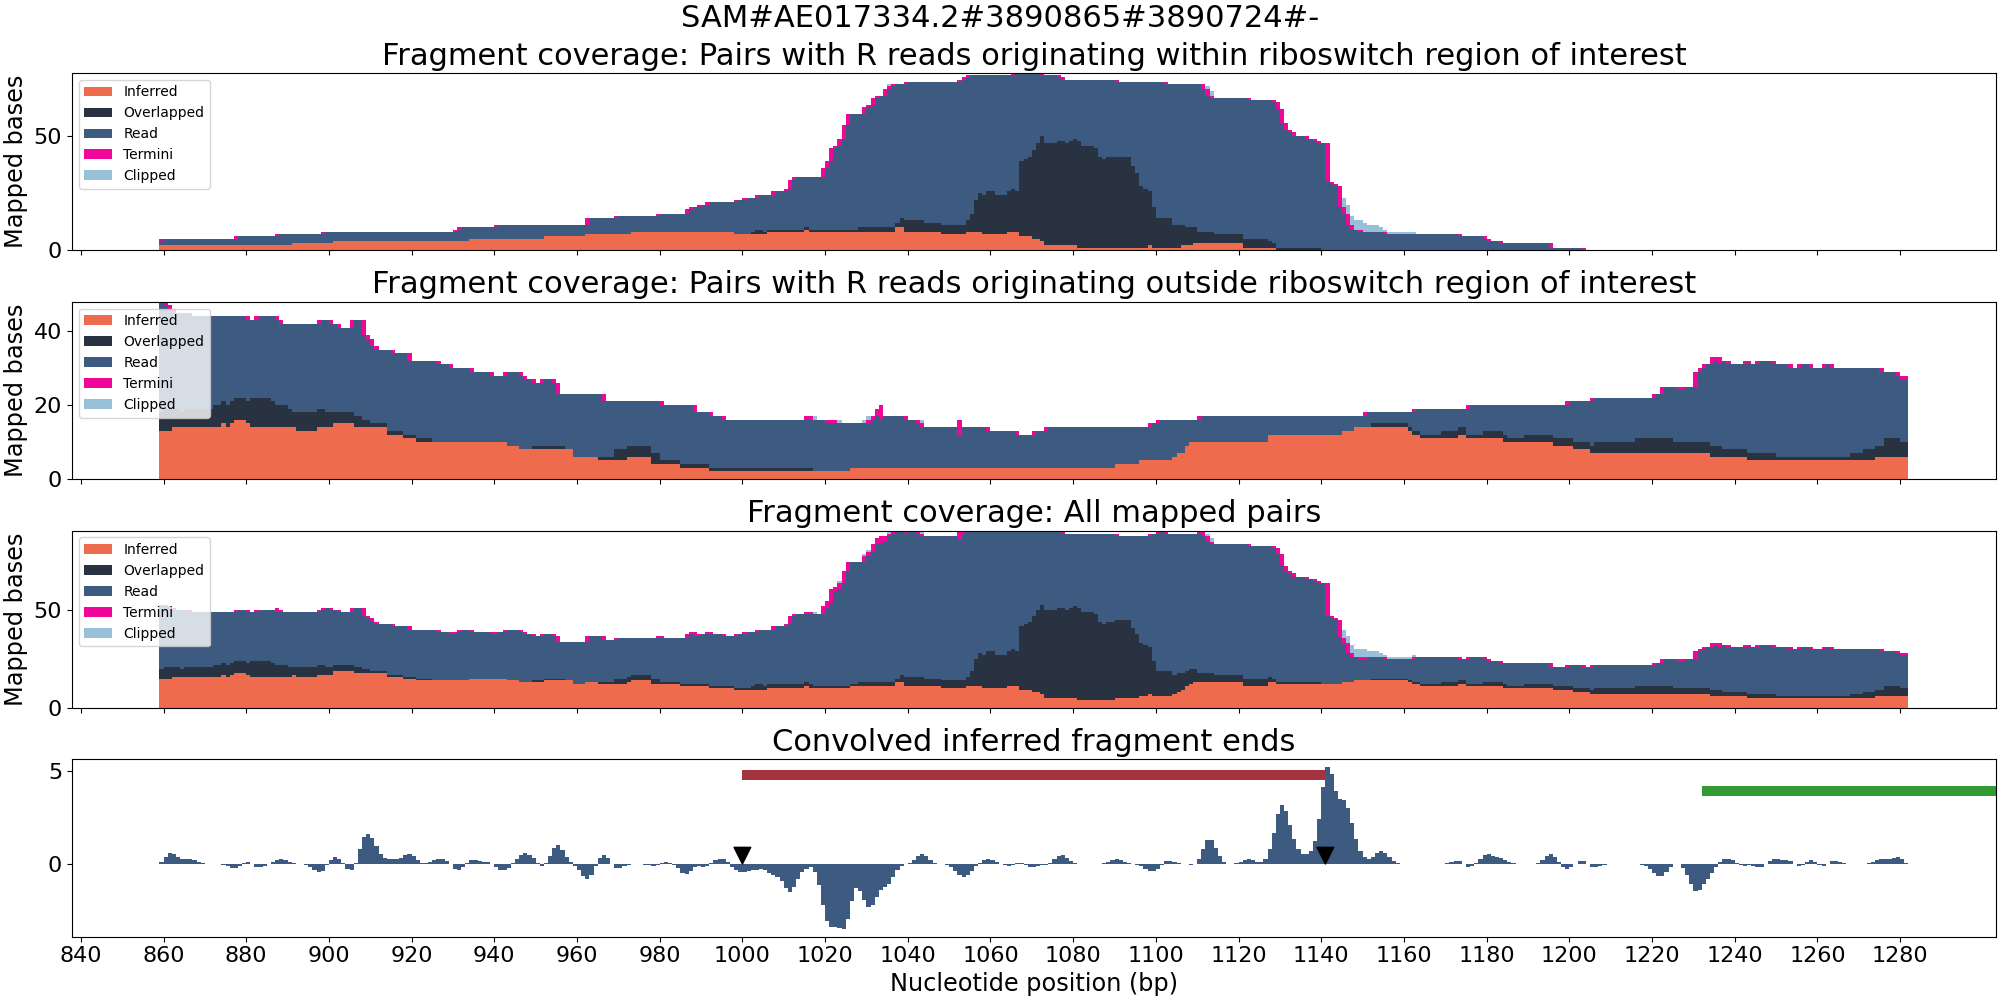 SAM#AE017334.2#3890865#3890724#-
Fragment coverage: Pairs with R reads originating within riboswitch region of interest
Mapped bases
50
0
Inferred
Overlapped
Read
Termini
Clipped
Fragment coverage: Pairs with R reads originating outside riboswitch region of interest
Mapped bases
40
20
0
Inferred
Overlapped
Read
Termini
Clipped
Fragment coverage: All mapped pairs
Mapped bases
50
0
Inferred
Overlapped
Read
Termini
Clipped
Convolved inferred fragment ends
5
0
840 860 880 900 920 940 960 980 1000 1020 1040 1060 1080 1100 1120 1140 1160 1180 1200 1220 1240 1260 1280
Nucleotide position (bp)